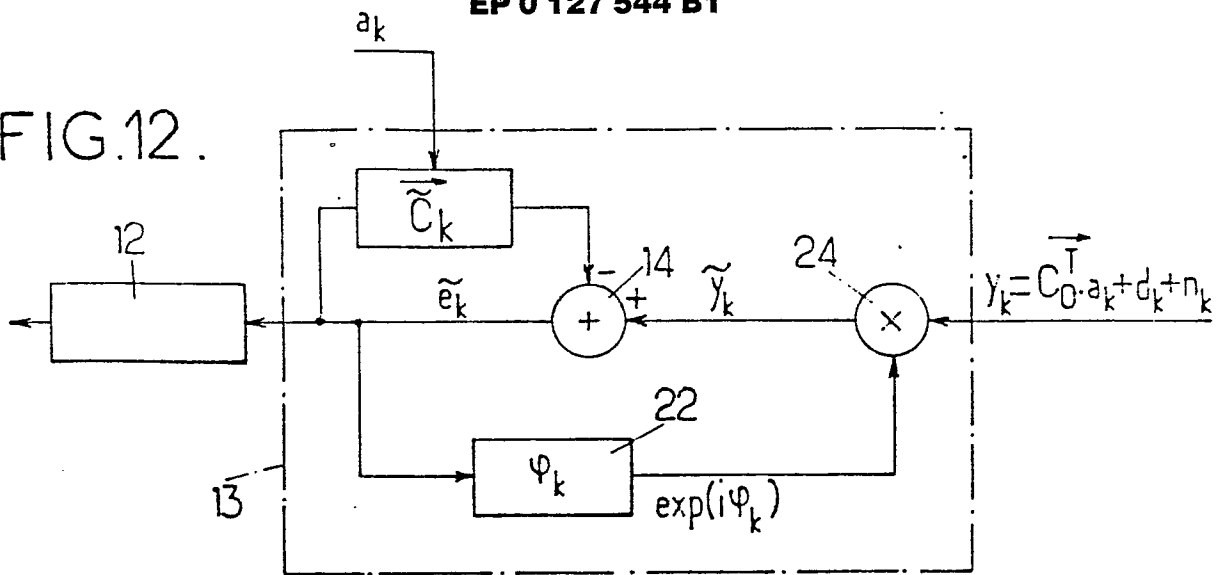 EP 0 127 544 B1
a_k
FIG.12.
C̃_k
12
14
24
ẽ_k
ỹ_k
y_k=C_0^T.a_k+d_k+n_k
-
+
+
×
22
φ_k
13
exp(iφ_k)